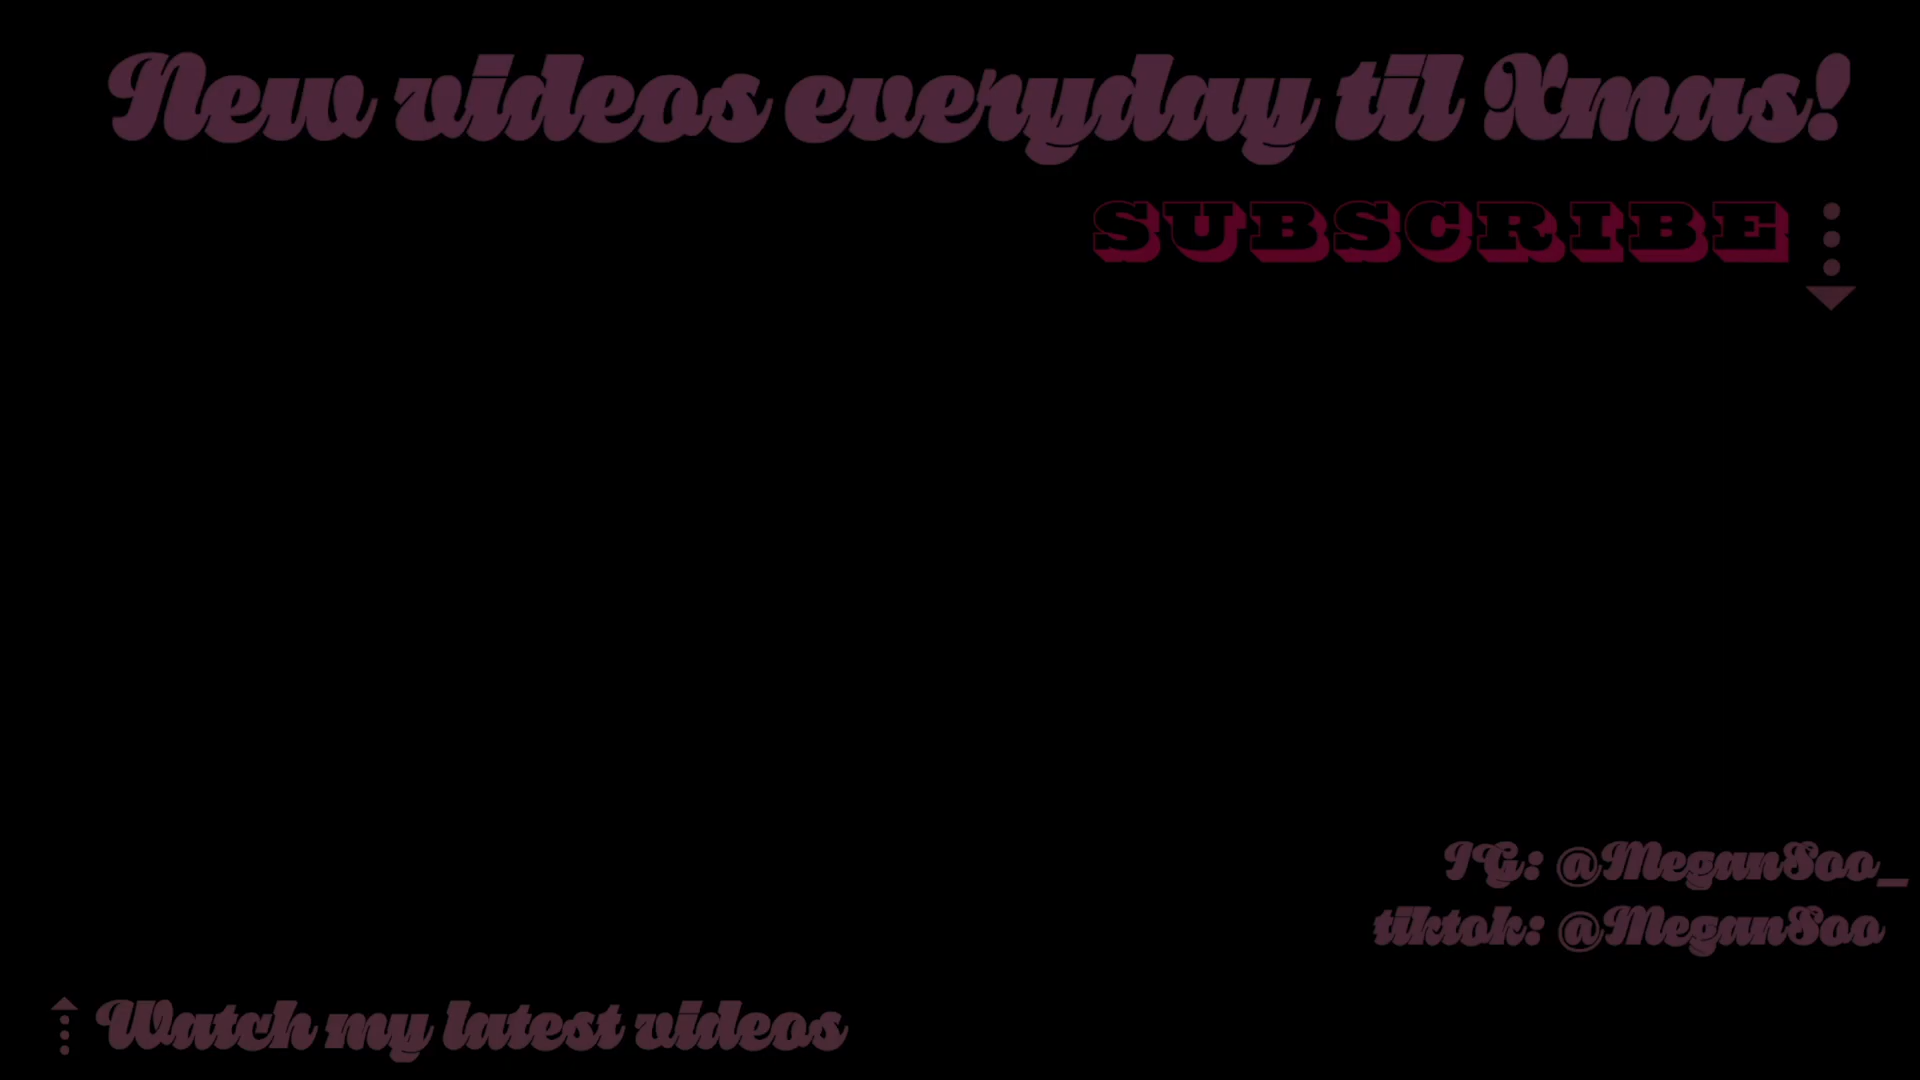 New videos everyday til Xmas!
SUBSCRIBE
IG: @MeganSoo_
tiktok: @MeganSoo
Watch my latest videos